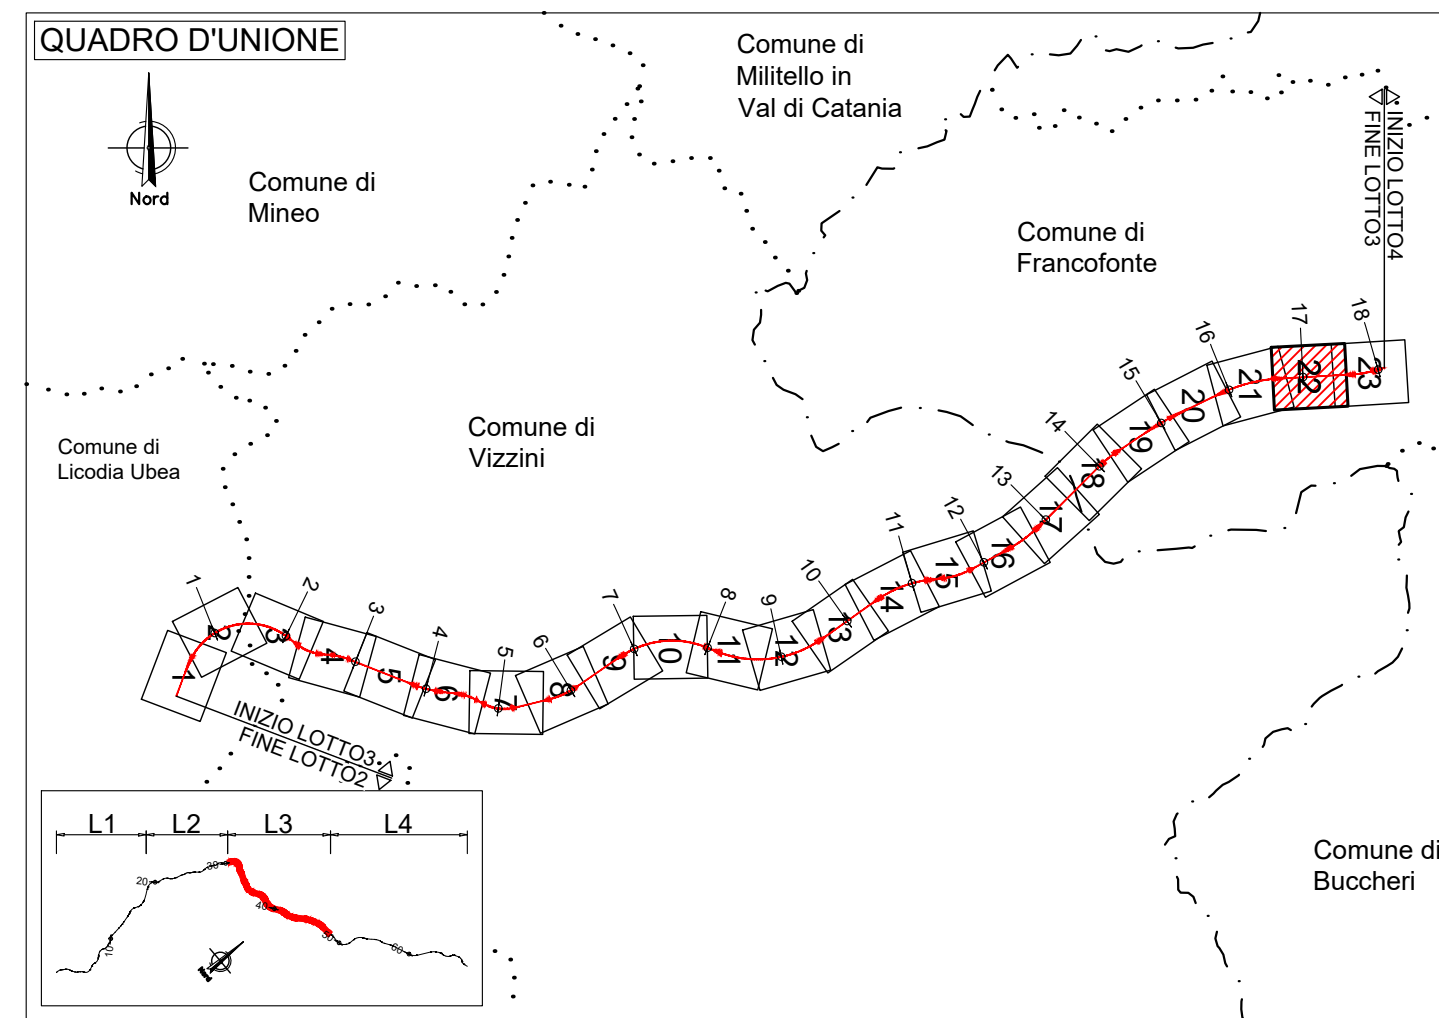 QUADRO D'UNIONE
Nord
Comune di
Mineo
Comune di
Militello in
Val di Catania
Comune di
Francofonte
INIZIO LOTTO4
FINE LOTTO3
Comune di
Licodia Ubea
Comune di
Vizzini
1
2
3
4
5
6
7
8
9
10
11
12
13
14
15
16
17
18
1
2
3
4
5
6
7
8
9
10
11
12
13
14
15
16
17
18
19
20
21
22
23
INIZIO LOTTO3
FINE LOTTO2
L1
L2
L3
L4
10
20
30
40
50
60
Nord
Comune di
Buccheri